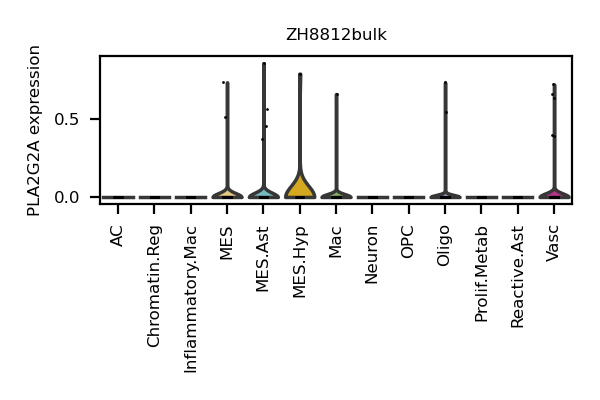 ZH8812bulk
PLA2G2A expression
0.5
0.0
AC
Chromatin.Reg
Inflammatory.Mac
MES
MES.Ast
MES.Hyp
Mac
Neuron
OPC
Oligo
Prolif.Metab
Reactive.Ast
Vasc